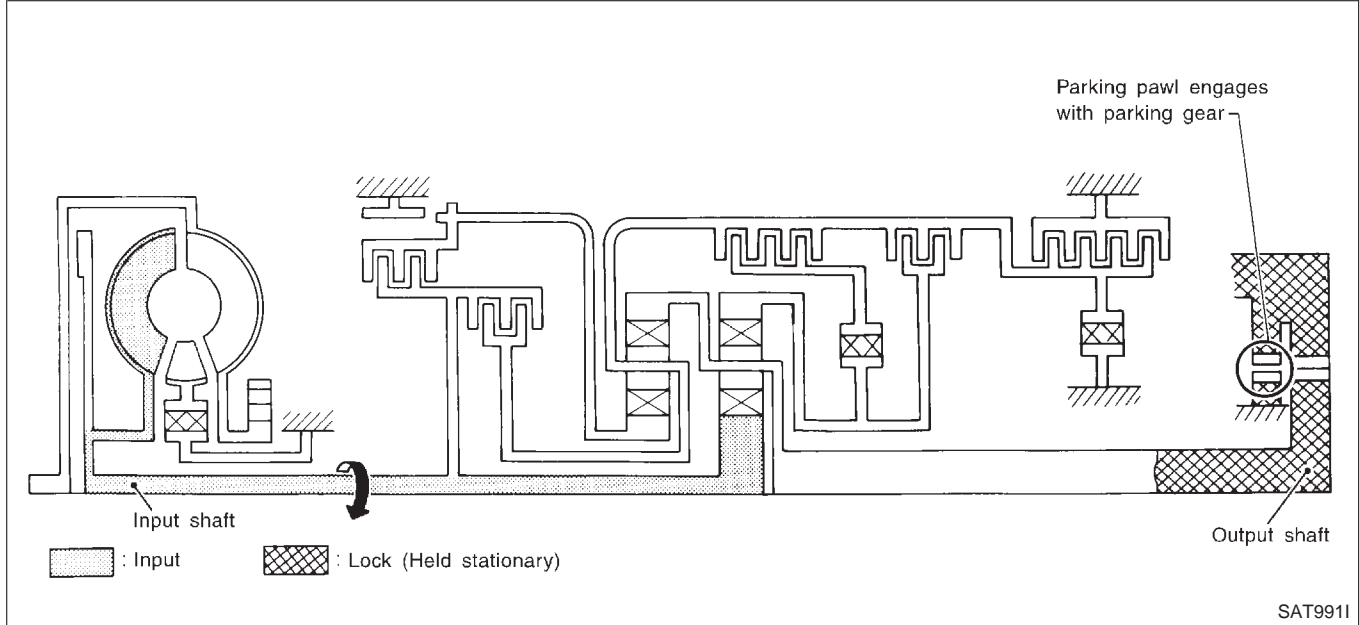 Parking pawl engages
with parking gear
Input shaft
Output shaft
: Input
: Lock (Held stationary)
SAT991I